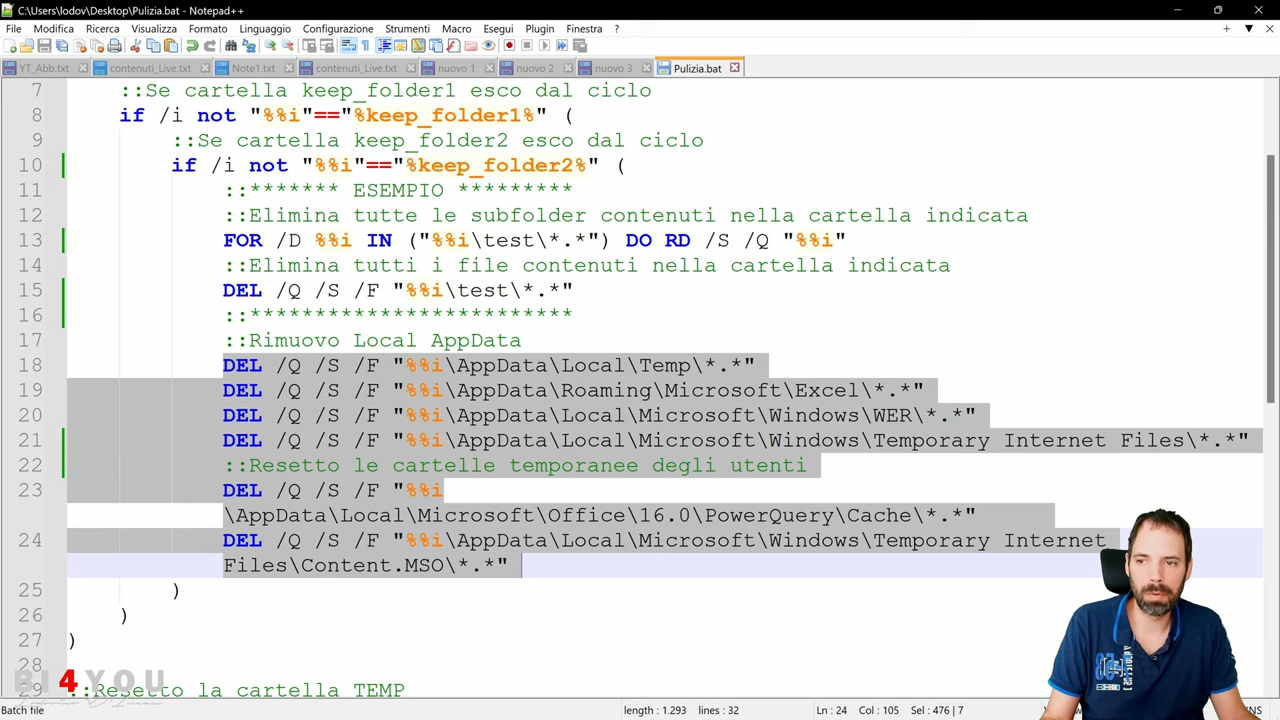 C:\Users\lodov\Desktop\Pulizia.bat - Notepad++
File Modifica Ricerca Visualizza Formato Linguaggio Configurazione Strumenti Macro Esegui Plugin Finestra ?
YT_Abb.txt contenuti_Live.txt Note1.txt contenuti_Live.txt nuovo 1 nuovo 2 nuovo 3 Pulizia.bat
7 ::Se cartella keep_folder1 esco dal ciclo
8 if /i not "%%i"=="%keep_folder1%" (
9 ::Se cartella keep_folder2 esco dal ciclo
10 if /i not "%%i"=="%keep_folder2%" (
11 ::******* ESEMPIO *********
12 ::Elimina tutte le subfolder contenuti nella cartella indicata
13 FOR /D %%i IN ("%%i\test\*.*") DO RD /S /Q "%%i"
14 ::Elimina tutti i file contenuti nella cartella indicata
15 DEL /Q /S /F "%%i\test\*.*"
16 ::*************************
17 ::Rimuovo Local AppData
18 DEL /Q /S /F "%%i\AppData\Local\Temp\*.*"
19 DEL /Q /S /F "%%i\AppData\Roaming\Microsoft\Excel\*.*"
20 DEL /Q /S /F "%%i\AppData\Local\Microsoft\Windows\WER\*.*"
21 DEL /Q /S /F "%%i\AppData\Local\Microsoft\Windows\Temporary Internet Files\*.*"
22 ::Resetto le cartelle temporanee degli utenti
23 DEL /Q /S /F "%%i
\AppData\Local\Microsoft\Office\16.0\PowerQuery\Cache\*.*"
24 DEL /Q /S /F "%%i\AppData\Local\Microsoft\Windows\Temporary Internet
Files\Content.MSO\*.*"
25 )
26 )
27 )
28
BI4YOU
29 ::Resetto la cartella TEMP
Batch file length : 1.293 lines : 32 Ln : 24 Col : 105 Sel : 476 | 7 INS